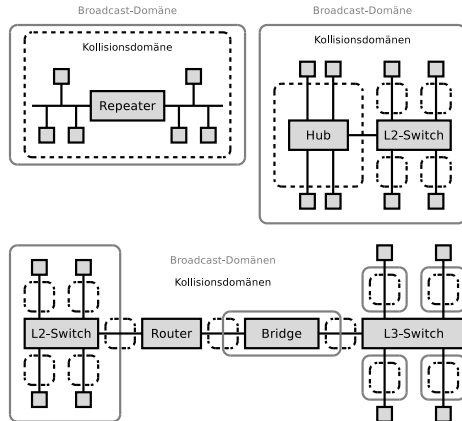 Broadcast-Domäne
Broadcast-Domäne
Kollisionsdomäne
Kollisionsdomänen
Repeater
Hub
L2-Switch
Broadcast-Domänen
Kollisionsdomänen
L2-Switch
Router
Bridge
L3-Switch